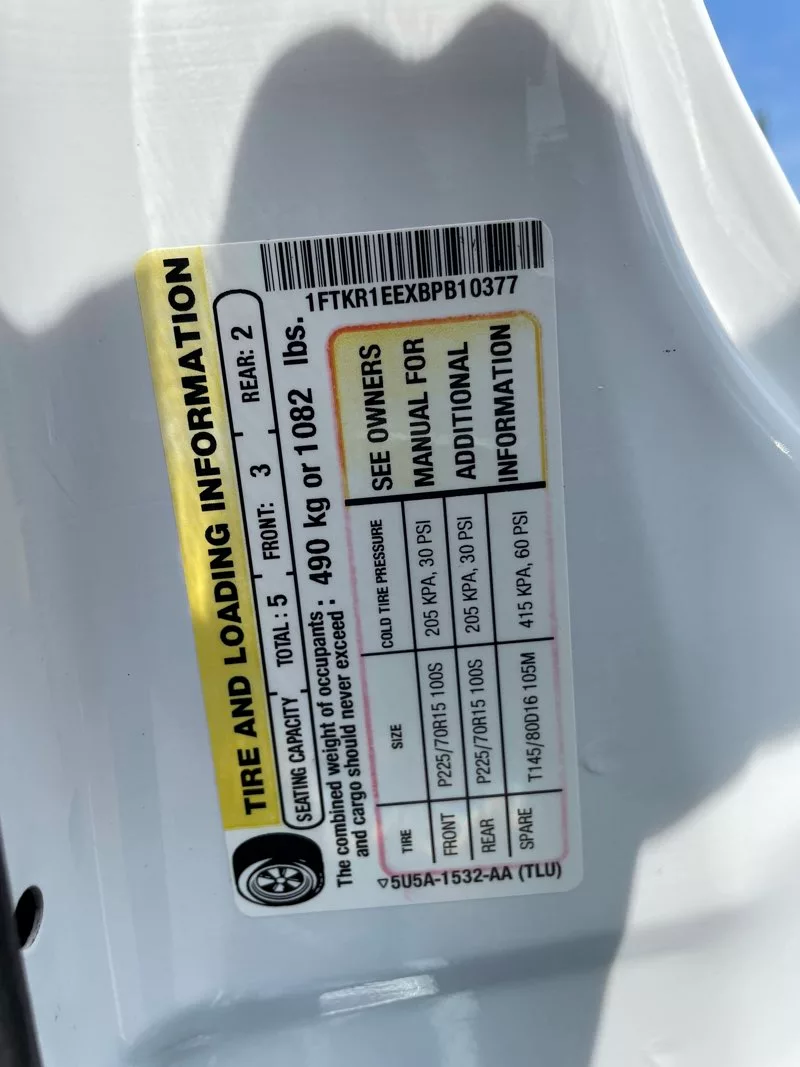 1FTKR1EEXBPB10377
TIRE AND LOADING INFORMATION
SEATING CAPACITY TOTAL : 5 FRONT: 3 REAR: 2
The combined weight of occupants : 490 kg or 1082 lbs.
and cargo should never exceed :
TIRE SIZE COLD TIRE PRESSURE
FRONT P225/70R15 100S 205 KPA, 30 PSI
REAR P225/70R15 100S 205 KPA, 30 PSI
SPARE T145/80D16 105M 415 KPA, 60 PSI
SEE OWNERS
MANUAL FOR
ADDITIONAL
INFORMATION
5U5A-1532-AA (TLU)